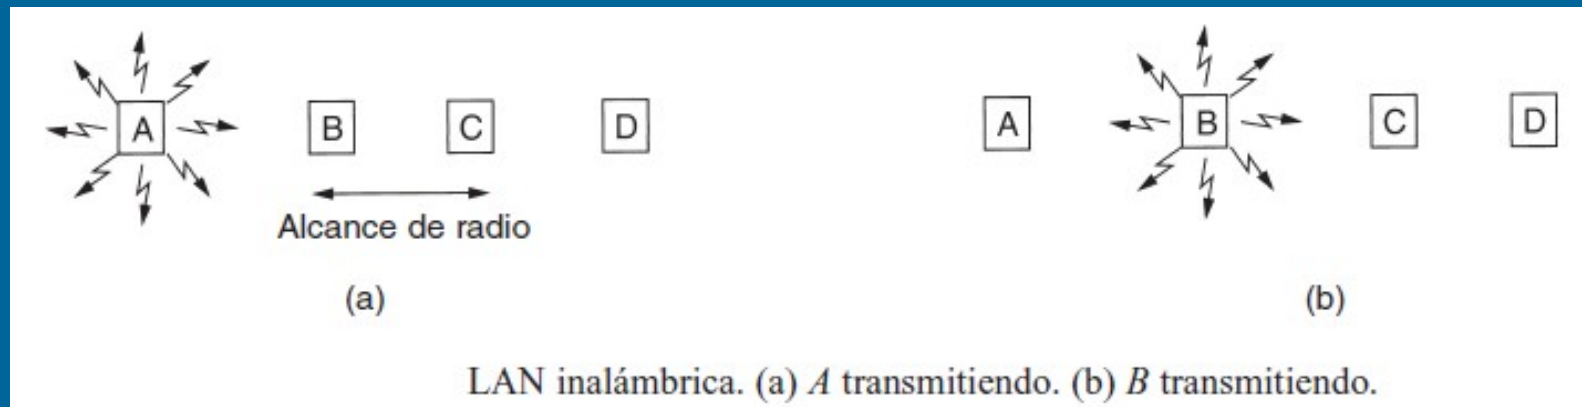 A B C D
Alcance de radio
(a)
A B C D
(b)
LAN inalámbrica. (a) A transmitiendo. (b) B transmitiendo.